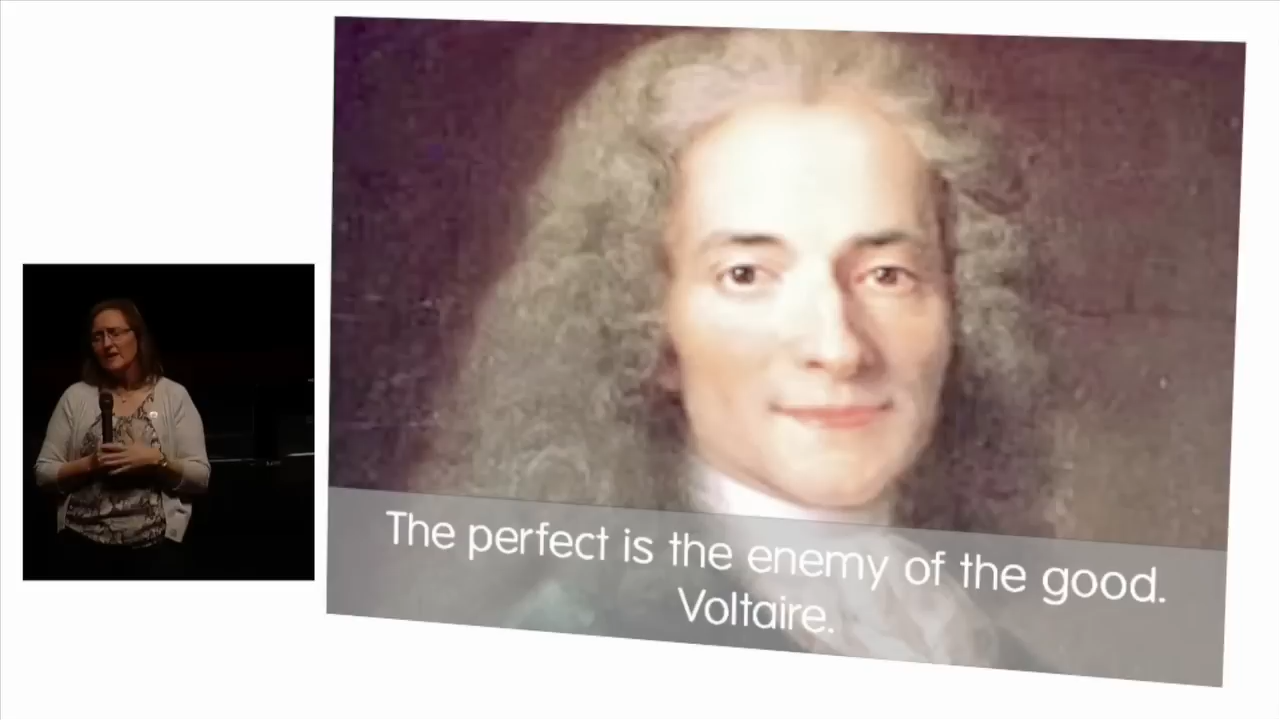 The perfect is the enemy of the good.
Voltaire.